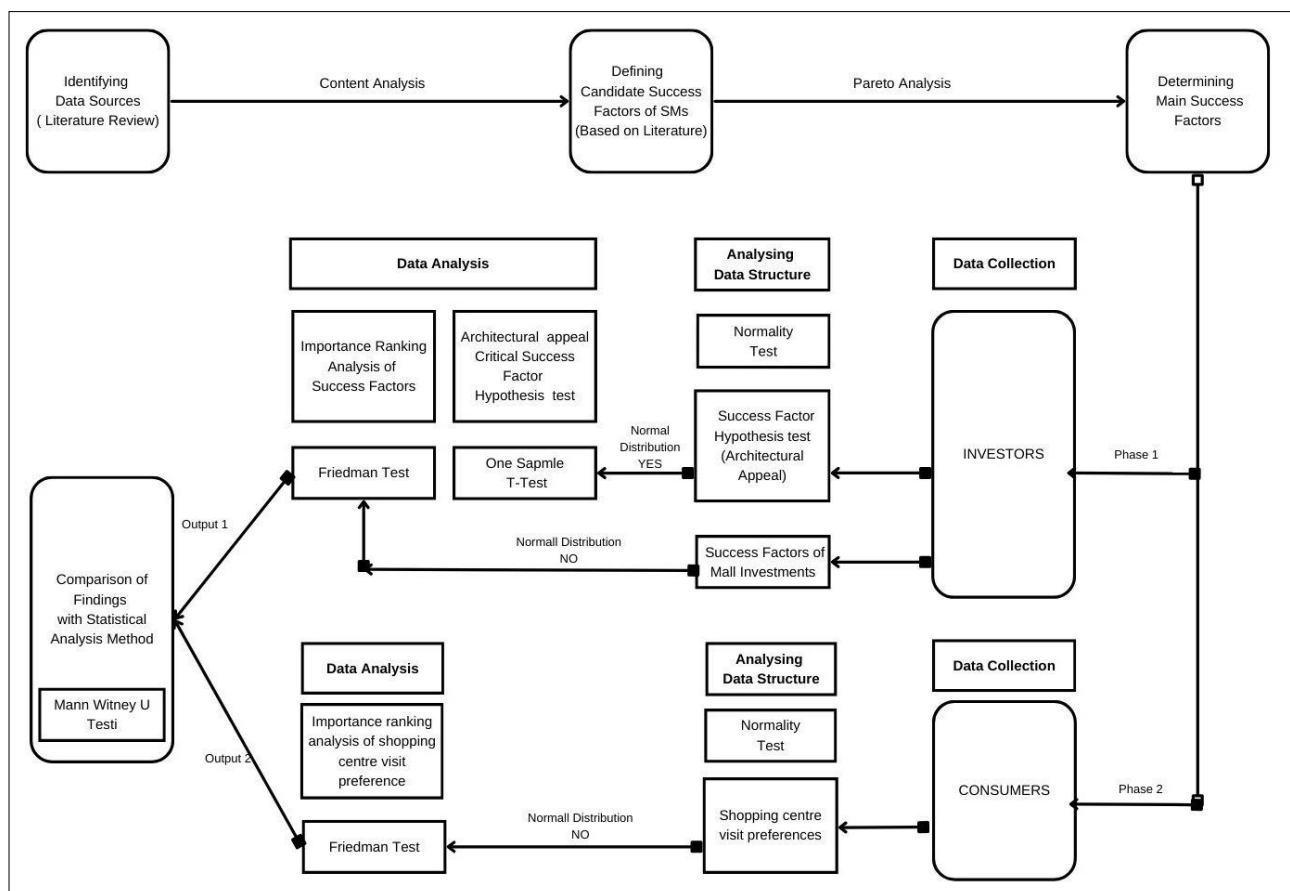 Identifying
Data Sources
( Literature Review)
Content Analysis
Defining
Candidate Success
Factors of SMs
(Based on Literature)
Pareto Analysis
Determining
Main Success
Factors
Data Analysis
Analysing
Data Structure
Data Collection
Importance Ranking
Analysis of
Success Factors
Architectural appeal
Critical Success
Factor
Hypothesis test
Normality
Test
Friedman Test
One Sapmle
T-Test
Normal
Distribution
YES
Success Factor
Hypothesis test
(Architectural
Appeal)
INVESTORS
Phase 1
Output 1
Normall Distribution
NO
Success Factors of
Mall Investments
Comparison of
Findings
with Statistical
Analysis Method
Mann Witney U
Testi
Output 2
Data Analysis
Analysing
Data Structure
Data Collection
Importance ranking
analysis of shopping
centre visit
preference
Normality
Test
Friedman Test
Normall Distribution
NO
Shopping centre
visit preferences
CONSUMERS
Phase 2